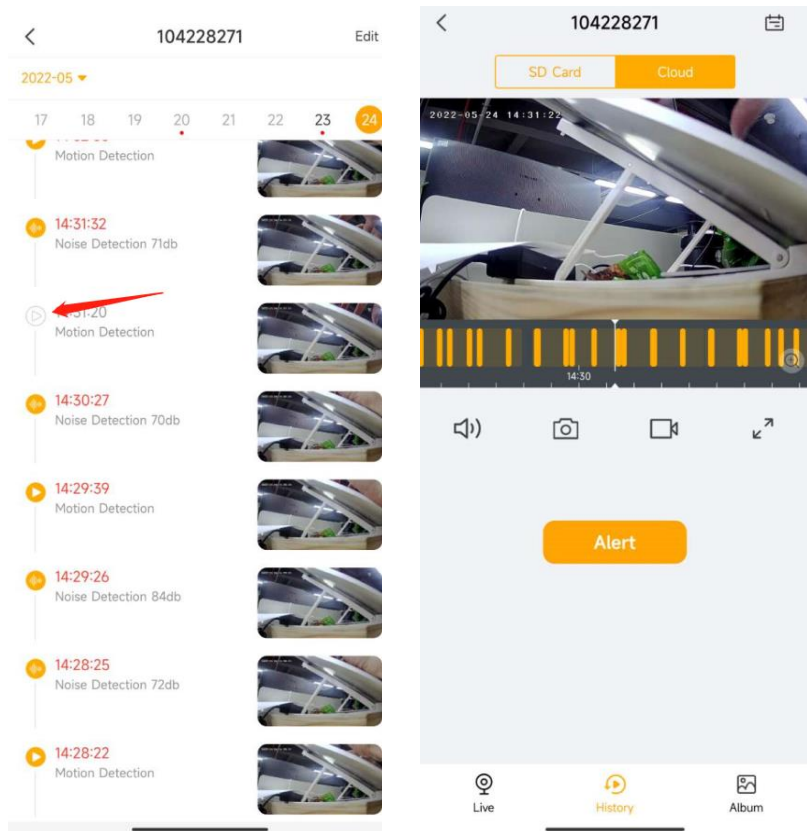 104228271
Edit
2022-05
17 18 19 20 21 22 23 24
Motion Detection
14:31:32
Noise Detection 71db
14:31:20
Motion Detection
14:30:27
Noise Detection 70db
14:29:39
Motion Detection
14:29:26
Noise Detection 84db
14:28:25
Noise Detection 72db
14:28:22
Motion Detection
104228271
SD Card Cloud
2022-05-24 14:31:22
14:30
Alert
Live History Album